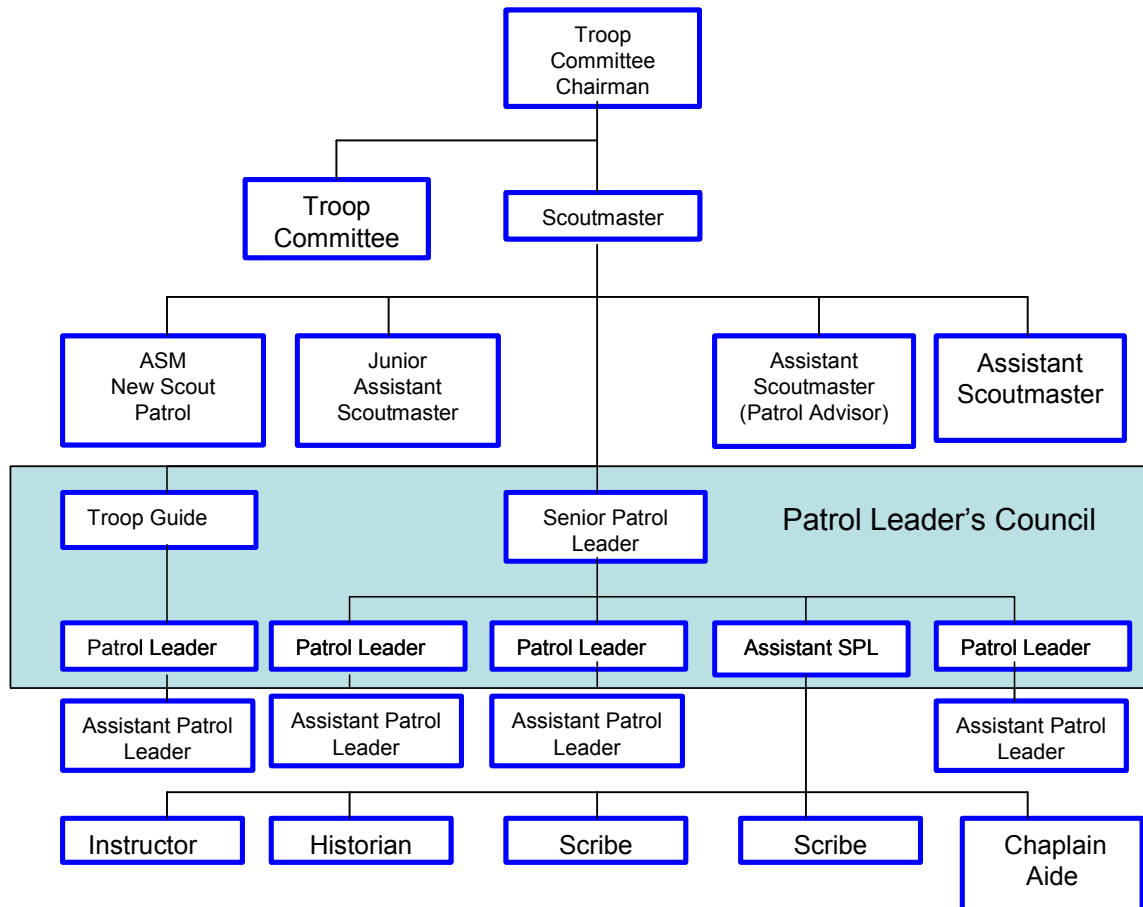 Troop
Committee
Chairman
Troop
Committee
Scoutmaster
ASM
New Scout
Patrol
Junior
Assistant
Scoutmaster
Assistant
Scoutmaster
(Patrol Advisor)
Assistant
Scoutmaster
Troop Guide
Senior Patrol
Leader
Patrol Leader’s Council
Patrol Leader
Patrol Leader
Patrol Leader
Assistant SPL
Patrol Leader
Assistant Patrol
Leader
Assistant Patrol
Leader
Assistant Patrol
Leader
Assistant Patrol
Leader
Instructor
Historian
Scribe
Scribe
Chaplain
Aide